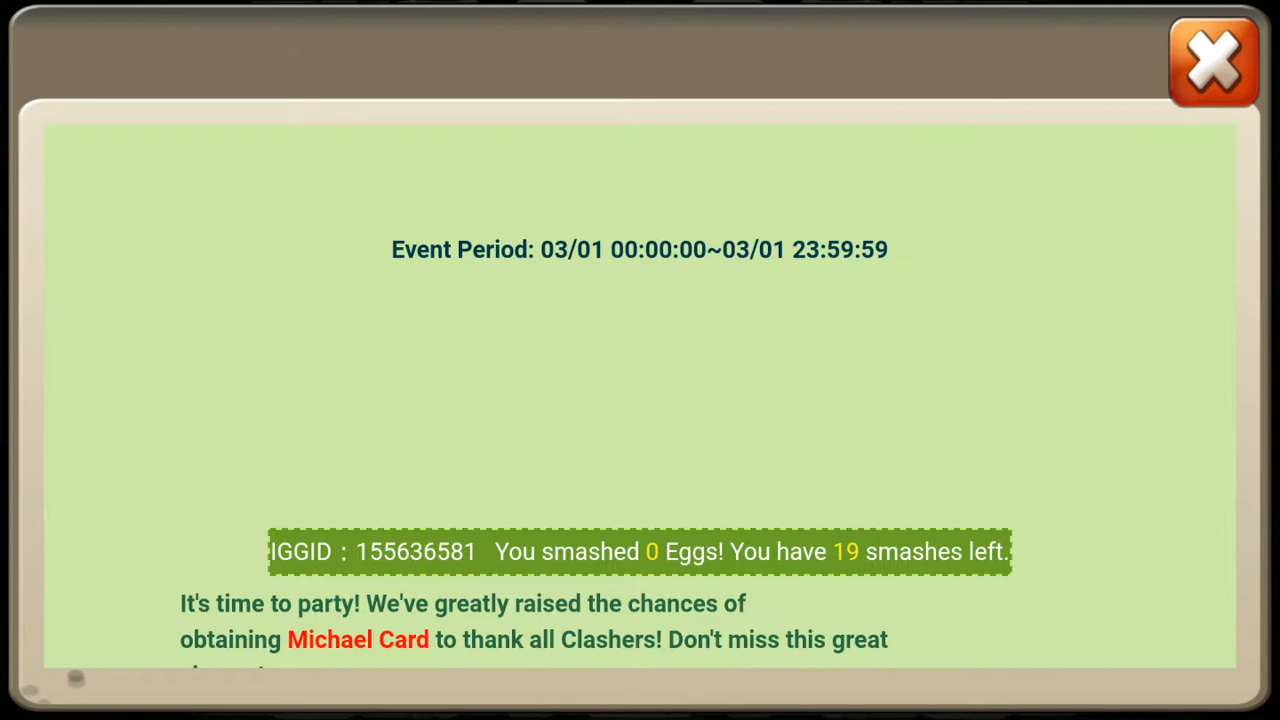 Event Period: 03/01 00:00:00~03/01 23:59:59
IGGID：155636581 You smashed 0 Eggs! You have 19 smashes left.
It's time to party! We've greatly raised the chances of
obtaining Michael Card to thank all Clashers! Don't miss this great